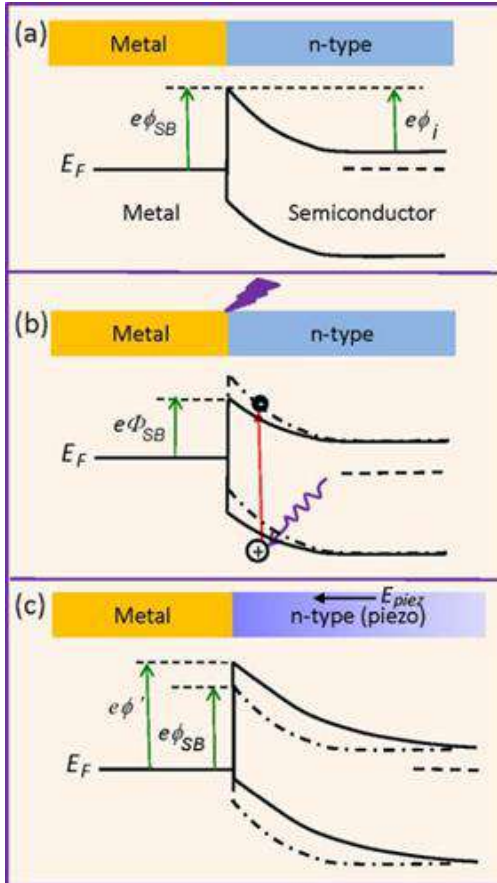 (a)
Metal n-type
eϕSB eϕi
EF
Metal Semiconductor
(b)
Metal n-type
eΦSB
EF
+
(c)
Epiez
Metal n-type (piezo)
eϕ'
eϕSB
EF